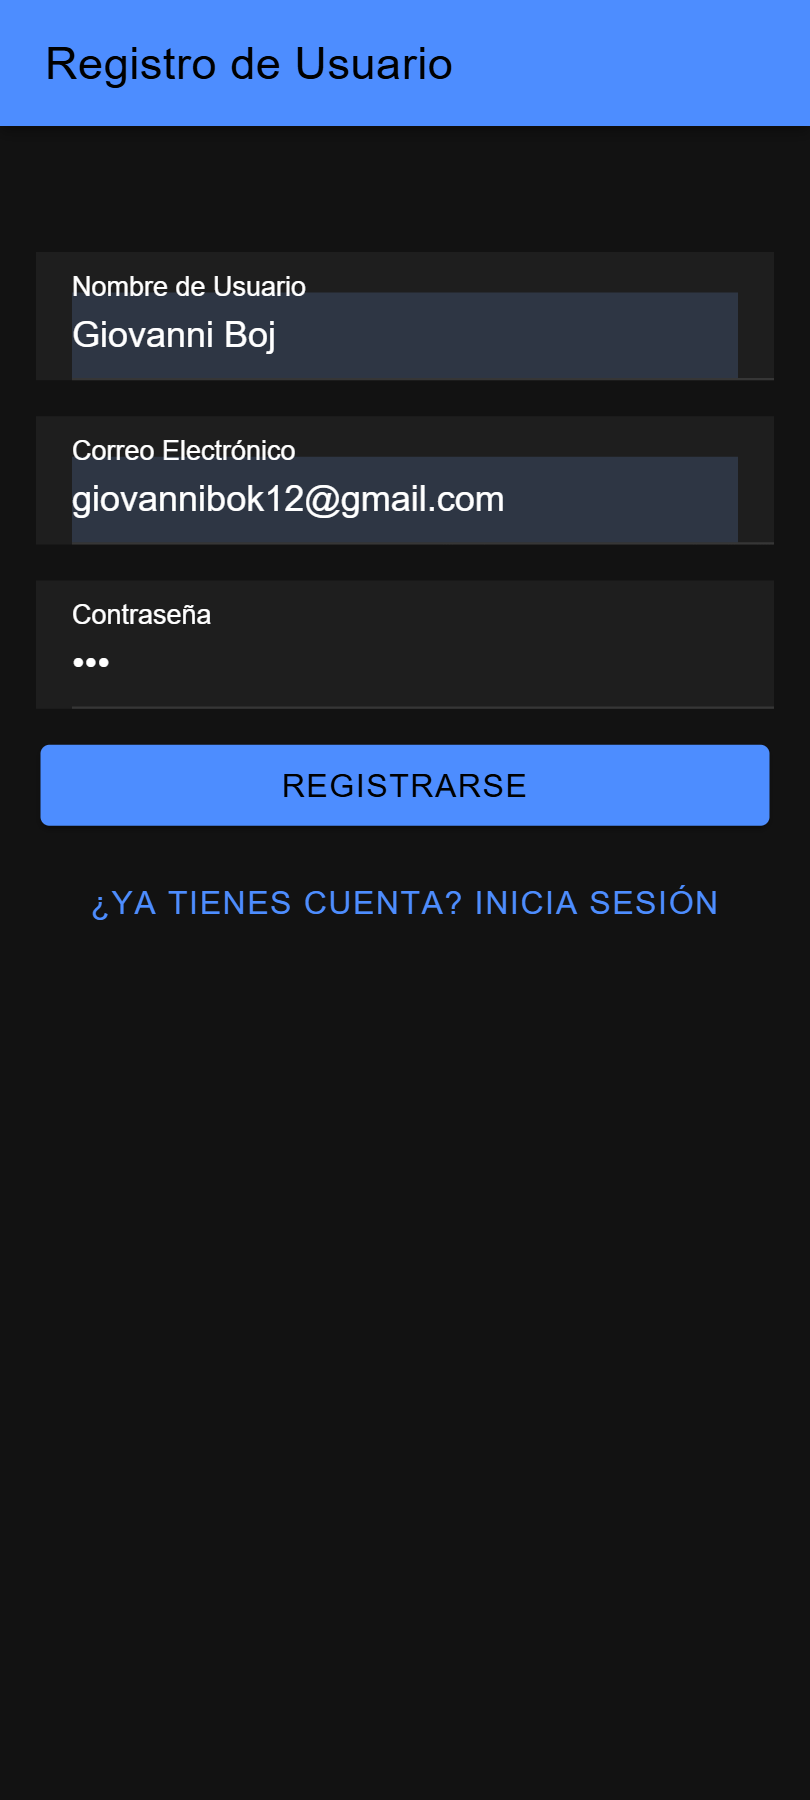 Registro de Usuario
Nombre de Usuario
Giovanni Boj
Correo Electrónico
giovannibok12@gmail.com
Contraseña
•••
REGISTRARSE
¿YA TIENES CUENTA? INICIA SESIÓN